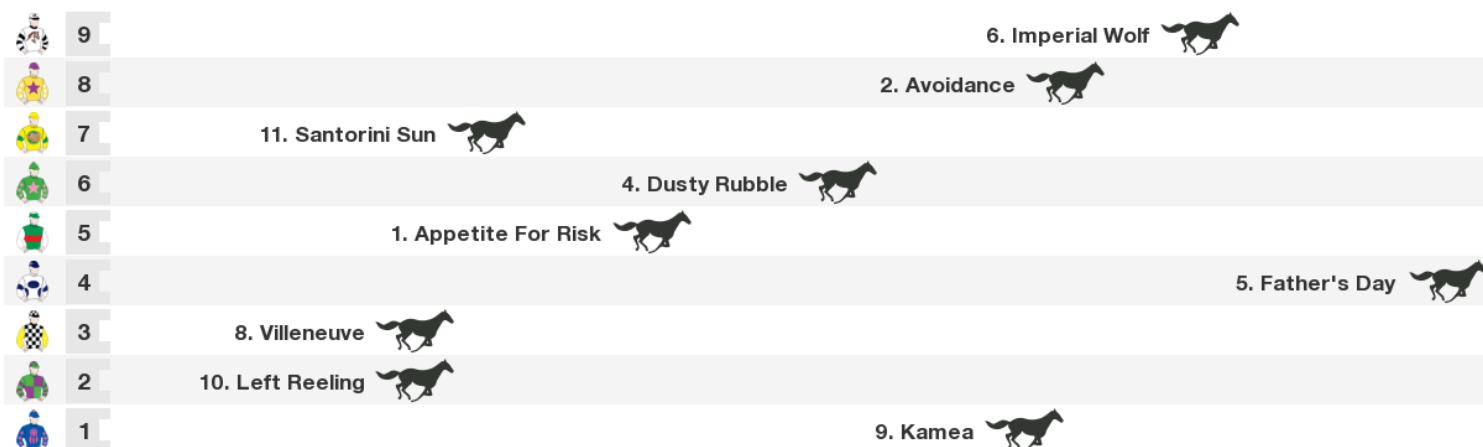 9 6. Imperial Wolf
8 2. Avoidance
7 11. Santorini Sun
6 4. Dusty Rubble
5 1. Appetite For Risk
4 5. Father's Day
3 8. Villeneuve
2 10. Left Reeling
1 9. Kamea